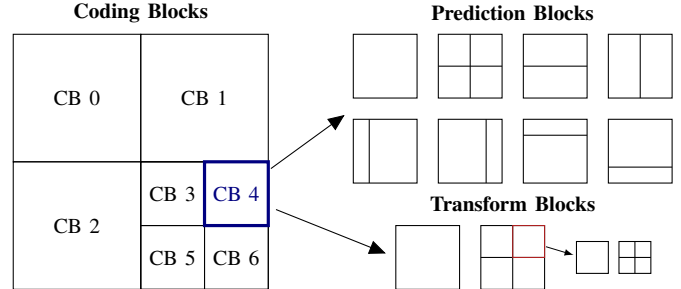 Coding Blocks
Prediction Blocks
CB 0
CB 1
CB 2
CB 3
CB 4
CB 5
CB 6
Transform Blocks